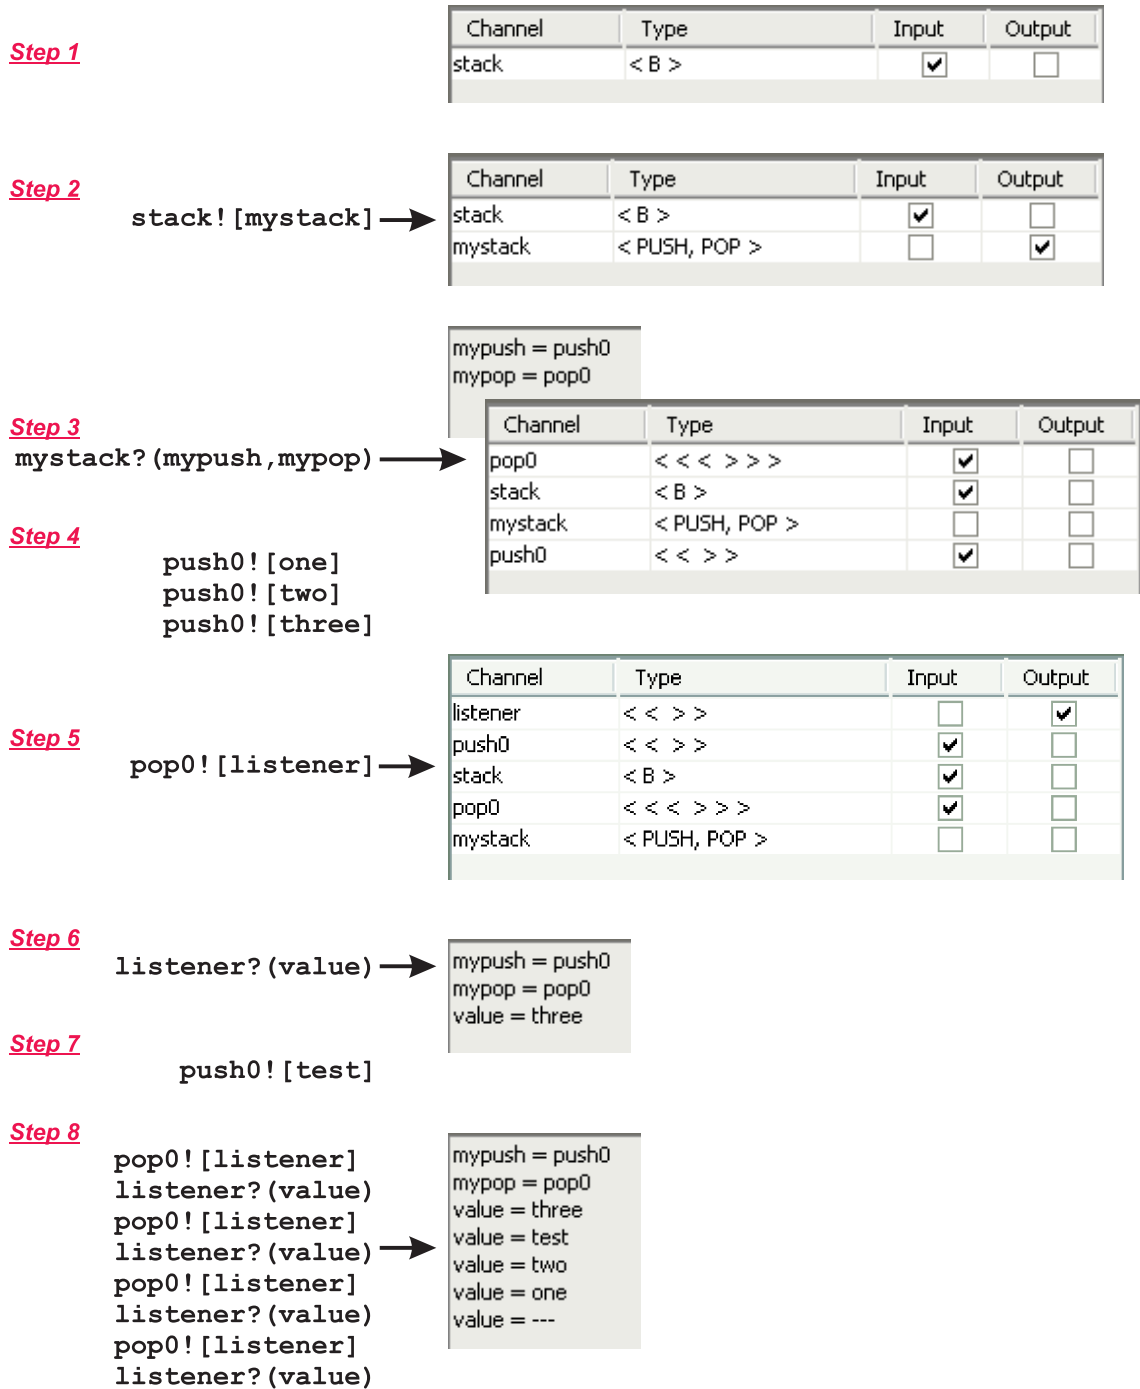 Step 1
Channel Type Input Output
stack < B >
Step 2
stack![mystack]
Channel Type Input Output
stack < B >
mystack < PUSH, POP >
mypush = push0
mypop = pop0
Step 3
mystack?(mypush,mypop)
Channel Type Input Output
pop0 < < < > > >
stack < B >
mystack < PUSH, POP >
push0 < < > >
Step 4
push0![one]
push0![two]
push0![three]
Step 5
pop0![listener]
Channel Type Input Output
listener < < > >
push0 < < > >
stack < B >
pop0 < < < > > >
mystack < PUSH, POP >
Step 6
listener?(value)
mypush = push0
mypop = pop0
value = three
Step 7
push0![test]
Step 8
pop0![listener]
listener?(value)
pop0![listener]
listener?(value)
pop0![listener]
listener?(value)
pop0![listener]
listener?(value)
mypush = push0
mypop = pop0
value = three
value = test
value = two
value = one
value = ---